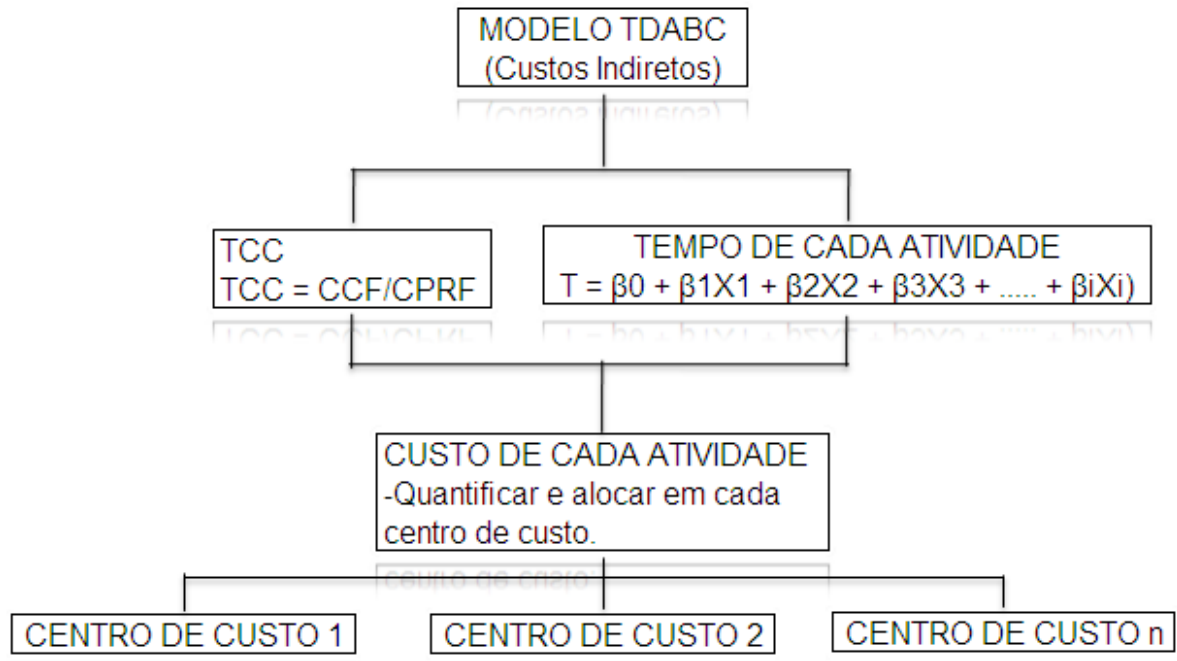 MODELO TDABC
(Custos Indiretos)
TCC
TCC = CCF/CPRF
TEMPO DE CADA ATIVIDADE
T = β0 + β1X1 + β2X2 + β3X3 + ..... + βiXi)
CUSTO DE CADA ATIVIDADE
-Quantificar e alocar em cada
centro de custo.
CENTRO DE CUSTO 1
CENTRO DE CUSTO 2
CENTRO DE CUSTO n